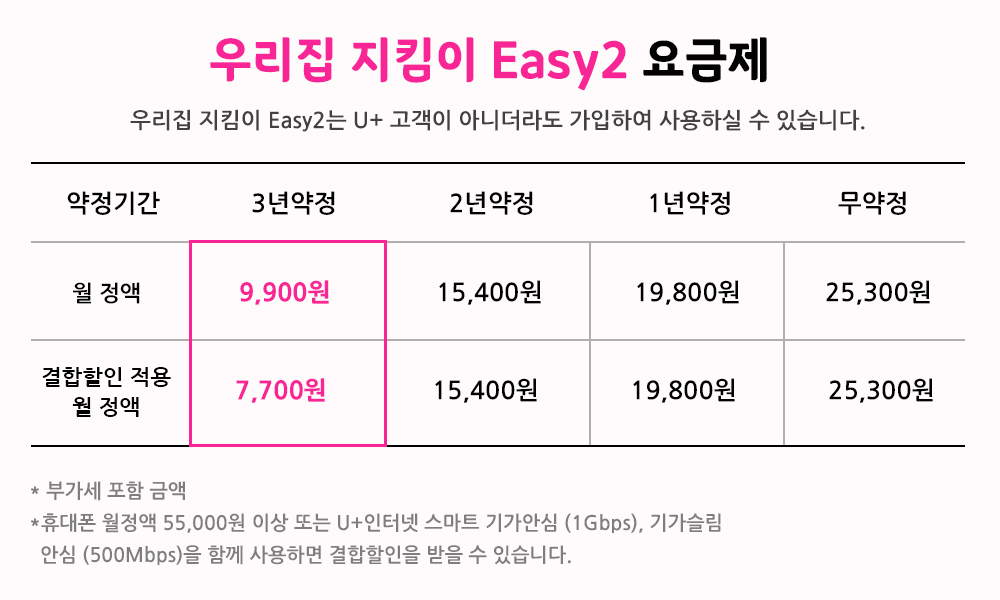 우리집 지킴이 Easy2 요금제
우리집 지킴이 Easy2는 U+ 고객이 아니더라도 가입하여 사용하실 수 있습니다.
약정기간 3년약정 2년약정 1년약정 무약정
월 정액 9,900원 15,400원 19,800원 25,300원
결합할인 적용
월 정액 7,700원 15,400원 19,800원 25,300원
* 부가세 포함 금액
*휴대폰 월정액 55,000원 이상 또는 U+인터넷 스마트 기가안심 (1Gbps), 기가슬림
안심 (500Mbps)을 함께 사용하면 결합할인을 받을 수 있습니다.